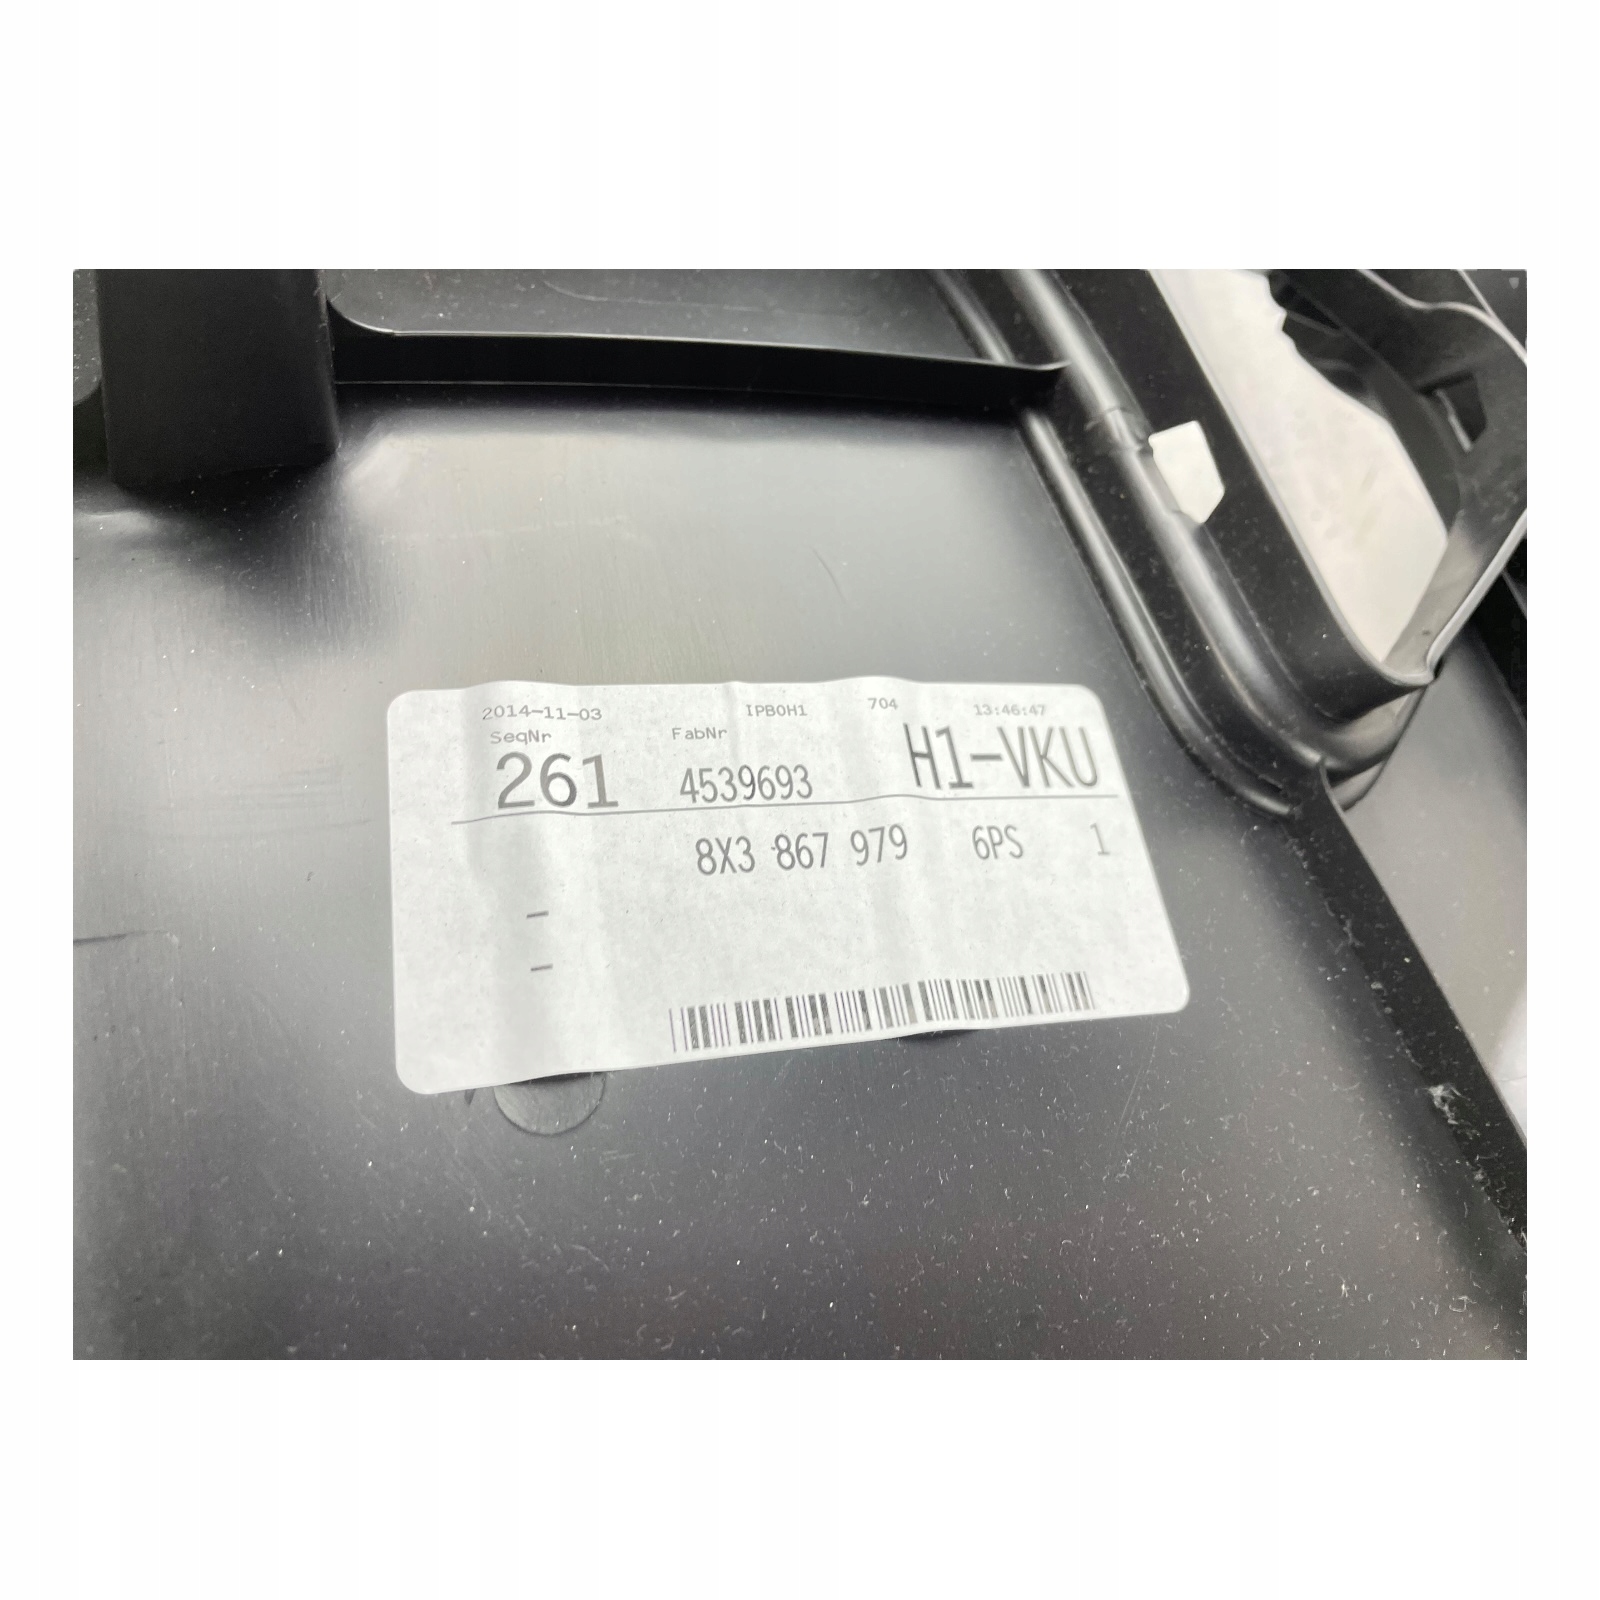 2014-11-03 IPB0H1 704 13:46:47
SeqNr FabNr
261 4539693 H1-VKU
8X3 867 979 6PS 1
-
-